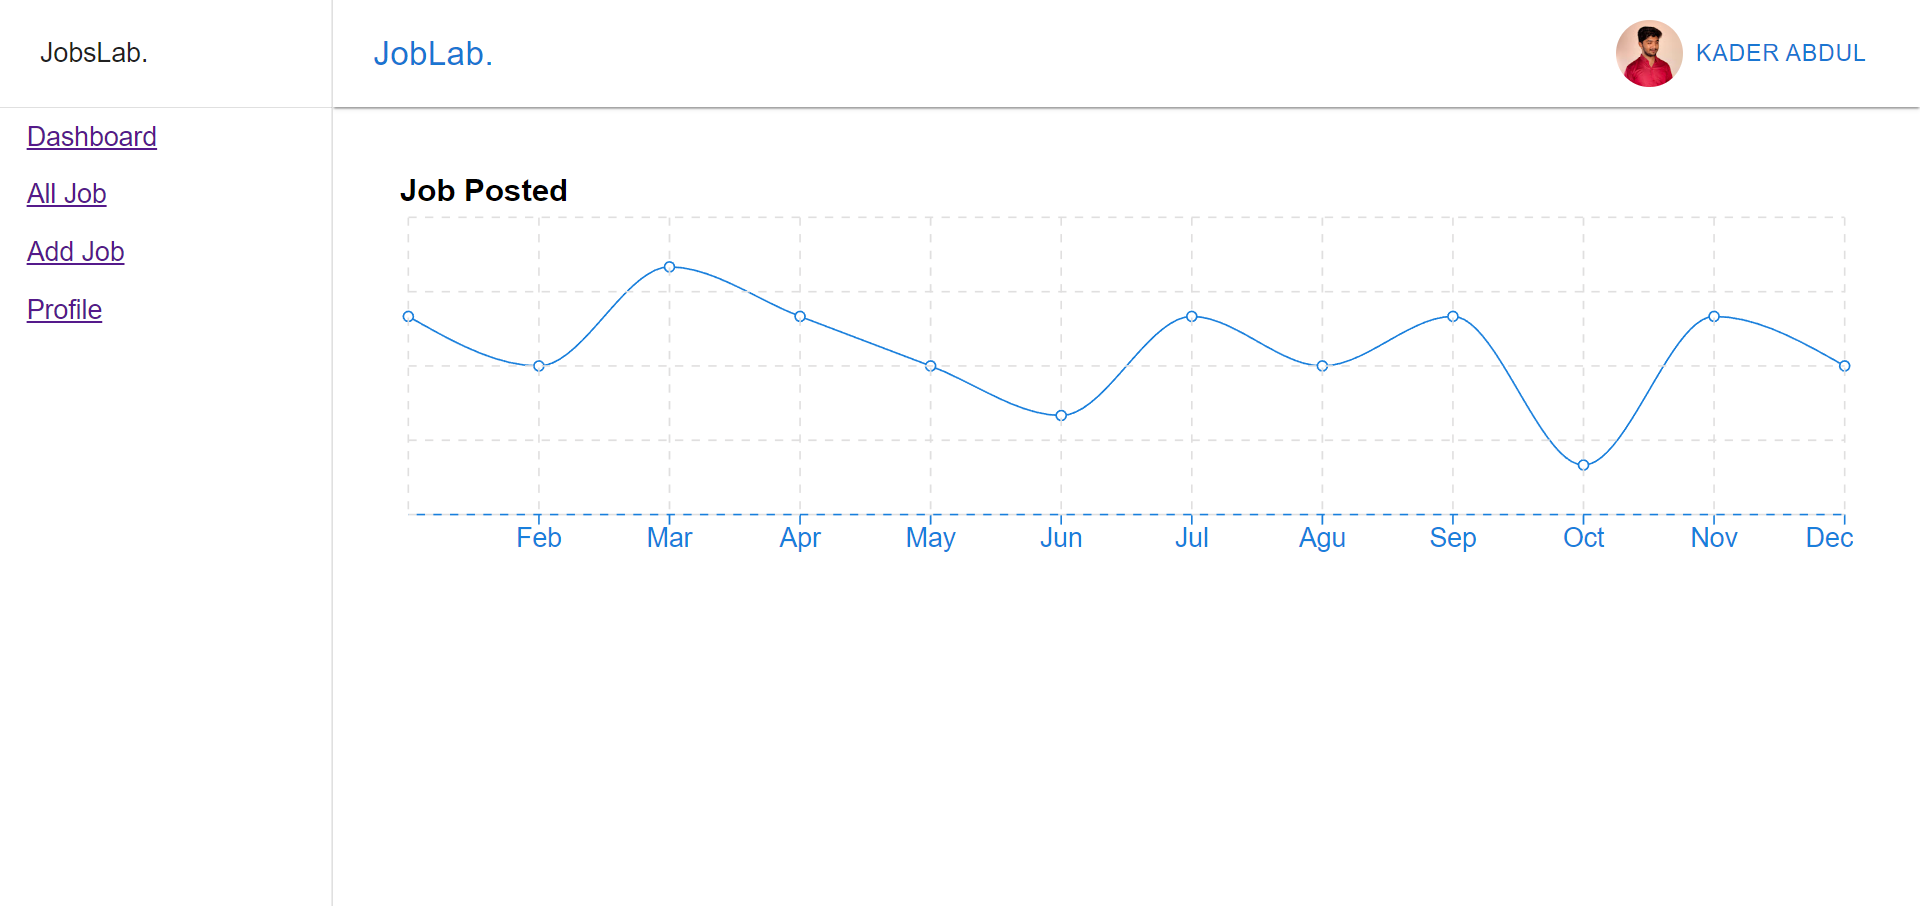 JobsLab.
JobLab.
KADER ABDUL
Dashboard
All Job
Add Job
Profile
Job Posted
Feb Mar Apr May Jun Jul Agu Sep Oct Nov Dec